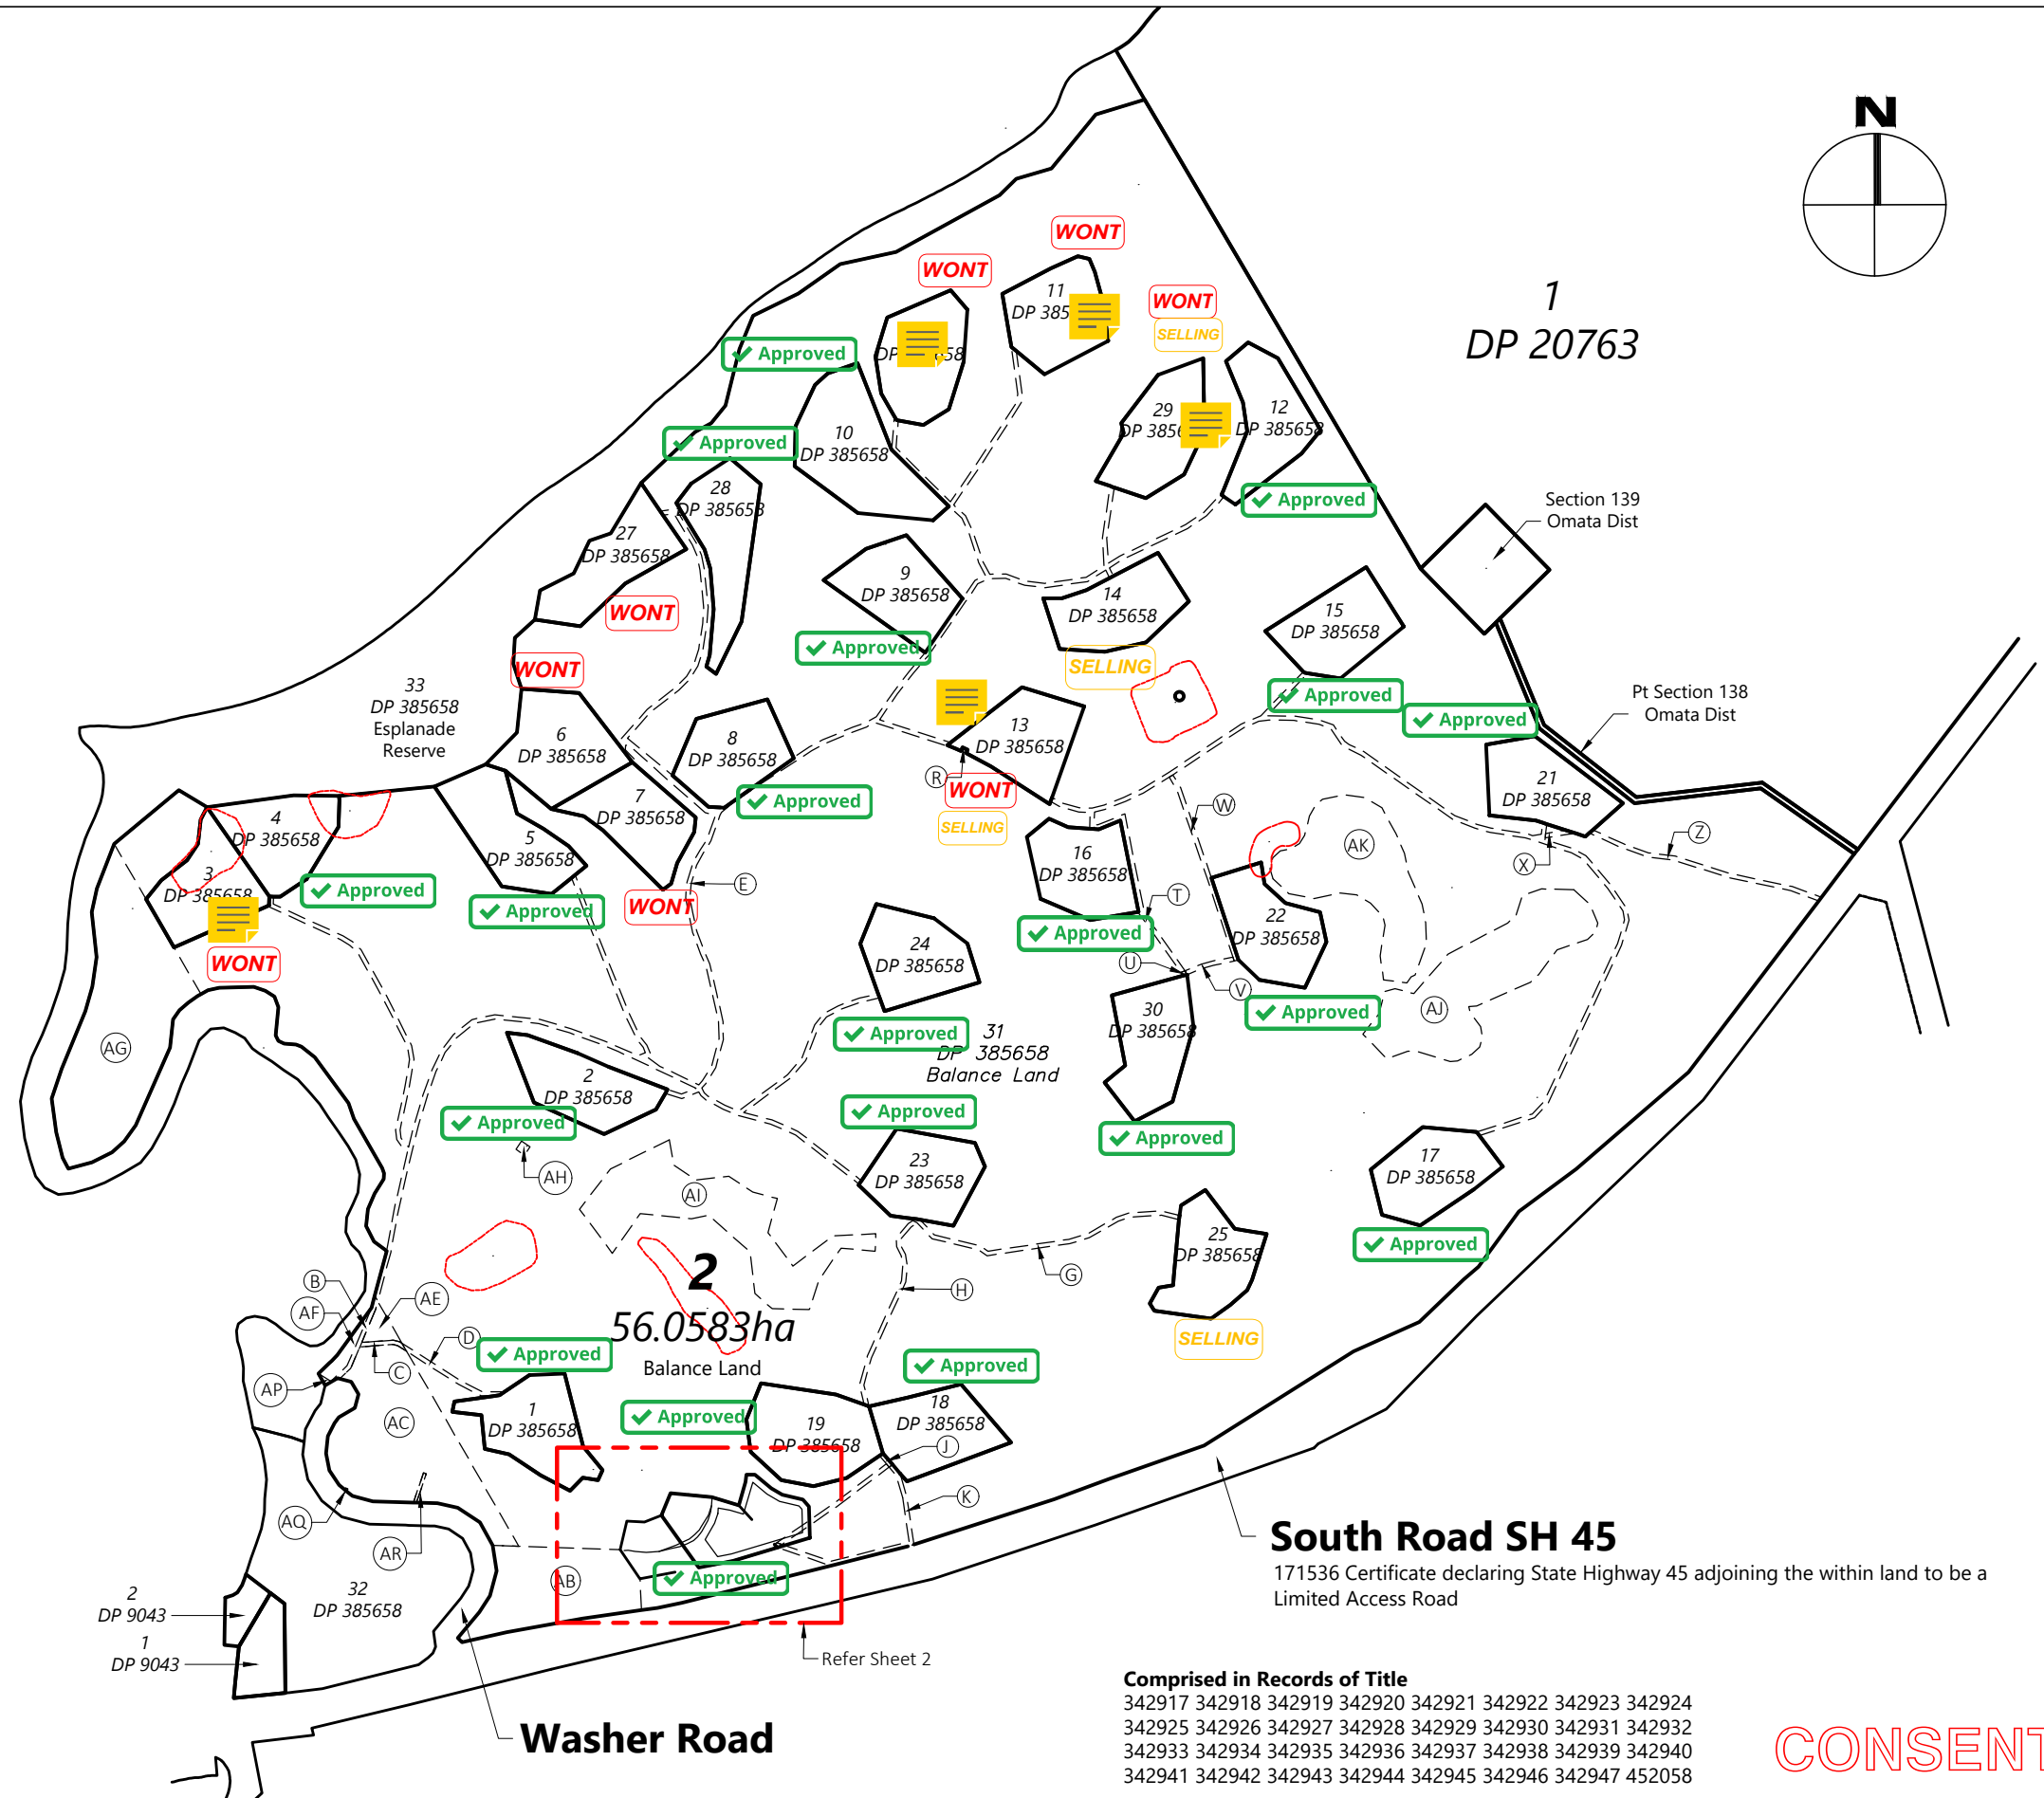 N
1
DP 20763
WONT
WONT
WONT
SELLING
11
DP 385
DP
58
Approved
29
DP 385
12
DP 385658
10
DP 385658
Approved
Approved
28
DP 385658
27
DP 385658
WONT
Section 139
Omata Dist
9
DP 385658
Approved
14
DP 385658
SELLING
15
DP 385658
Approved
Approved
Pt Section 138
Omata Dist
WONT
33
DP 385658
Esplanade
Reserve
6
DP 385658
8
DP 385658
Approved
13
DP 385658
R
WONT
SELLING
21
DP 385658
X
Z
7
DP 385658
WONT
E
5
DP 385658
Approved
4
DP 385658
Approved
3
DP 385658
WONT
16
DP 385658
Approved
W
T
U
V
22
DP 385658
Approved
AK
AJ
24
DP 385658
Approved
31
DP 385658
Balance Land
30
DP 385658
Approved
AG
2
DP 385658
Approved
AH
AI
Approved
23
DP 385658
17
DP 385658
Approved
25
DP 385658
SELLING
G
H
B
AF
AE
D
C
AP
AC
2
56.0583ha
Balance Land
Approved
1
DP 385658
Approved
19
DP 385658
Approved
18
DP 385658
J
K
AQ
AR
AB
Approved
2
DP 9043
1
DP 9043
32
DP 385658
Refer Sheet 2
South Road SH 45
171536 Certificate declaring State Highway 45 adjoining the within land to be a
Limited Access Road
Washer Road
Comprised in Records of Title
342917 342918 342919 342920 342921 342922 342923 342924
342925 342926 342927 342928 342929 342930 342931 342932
342933 342934 342935 342936 342937 342938 342939 342940
342941 342942 342943 342944 342945 342946 342947 452058
CONSENT